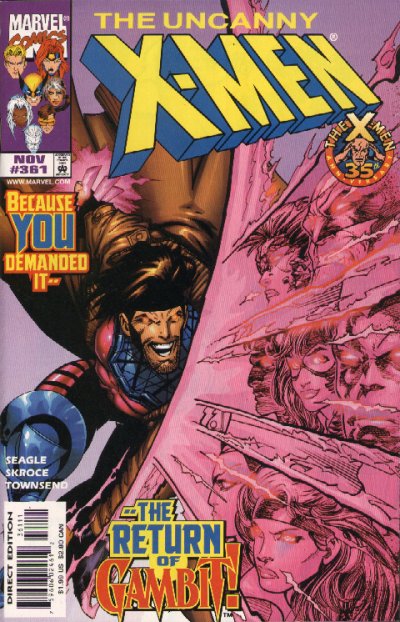 MARVEL
COMICS
THE UNCANNY
X-MEN
THE X-MEN
35
NOV
#361
WWW.MARVEL.COM
BECAUSE
YOU
DEMANDED
IT--
SEAGLE
SKROCE
TOWNSEND
--THE
RETURN
OF
GAMBIT!
DIRECT EDITION
$1.99 US $2.80 CAN